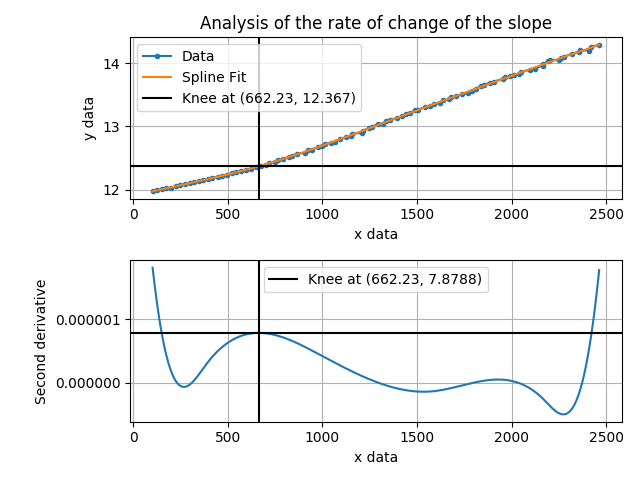 Analysis of the rate of change of the slope
Data
Spline Fit
Knee at (662.23, 12.367)
y data
14
13
12
0 500 1000 1500 2000 2500
x data
Knee at (662.23, 7.8788)
Second derivative
0.000001
0.000000
0 500 1000 1500 2000 2500
x data